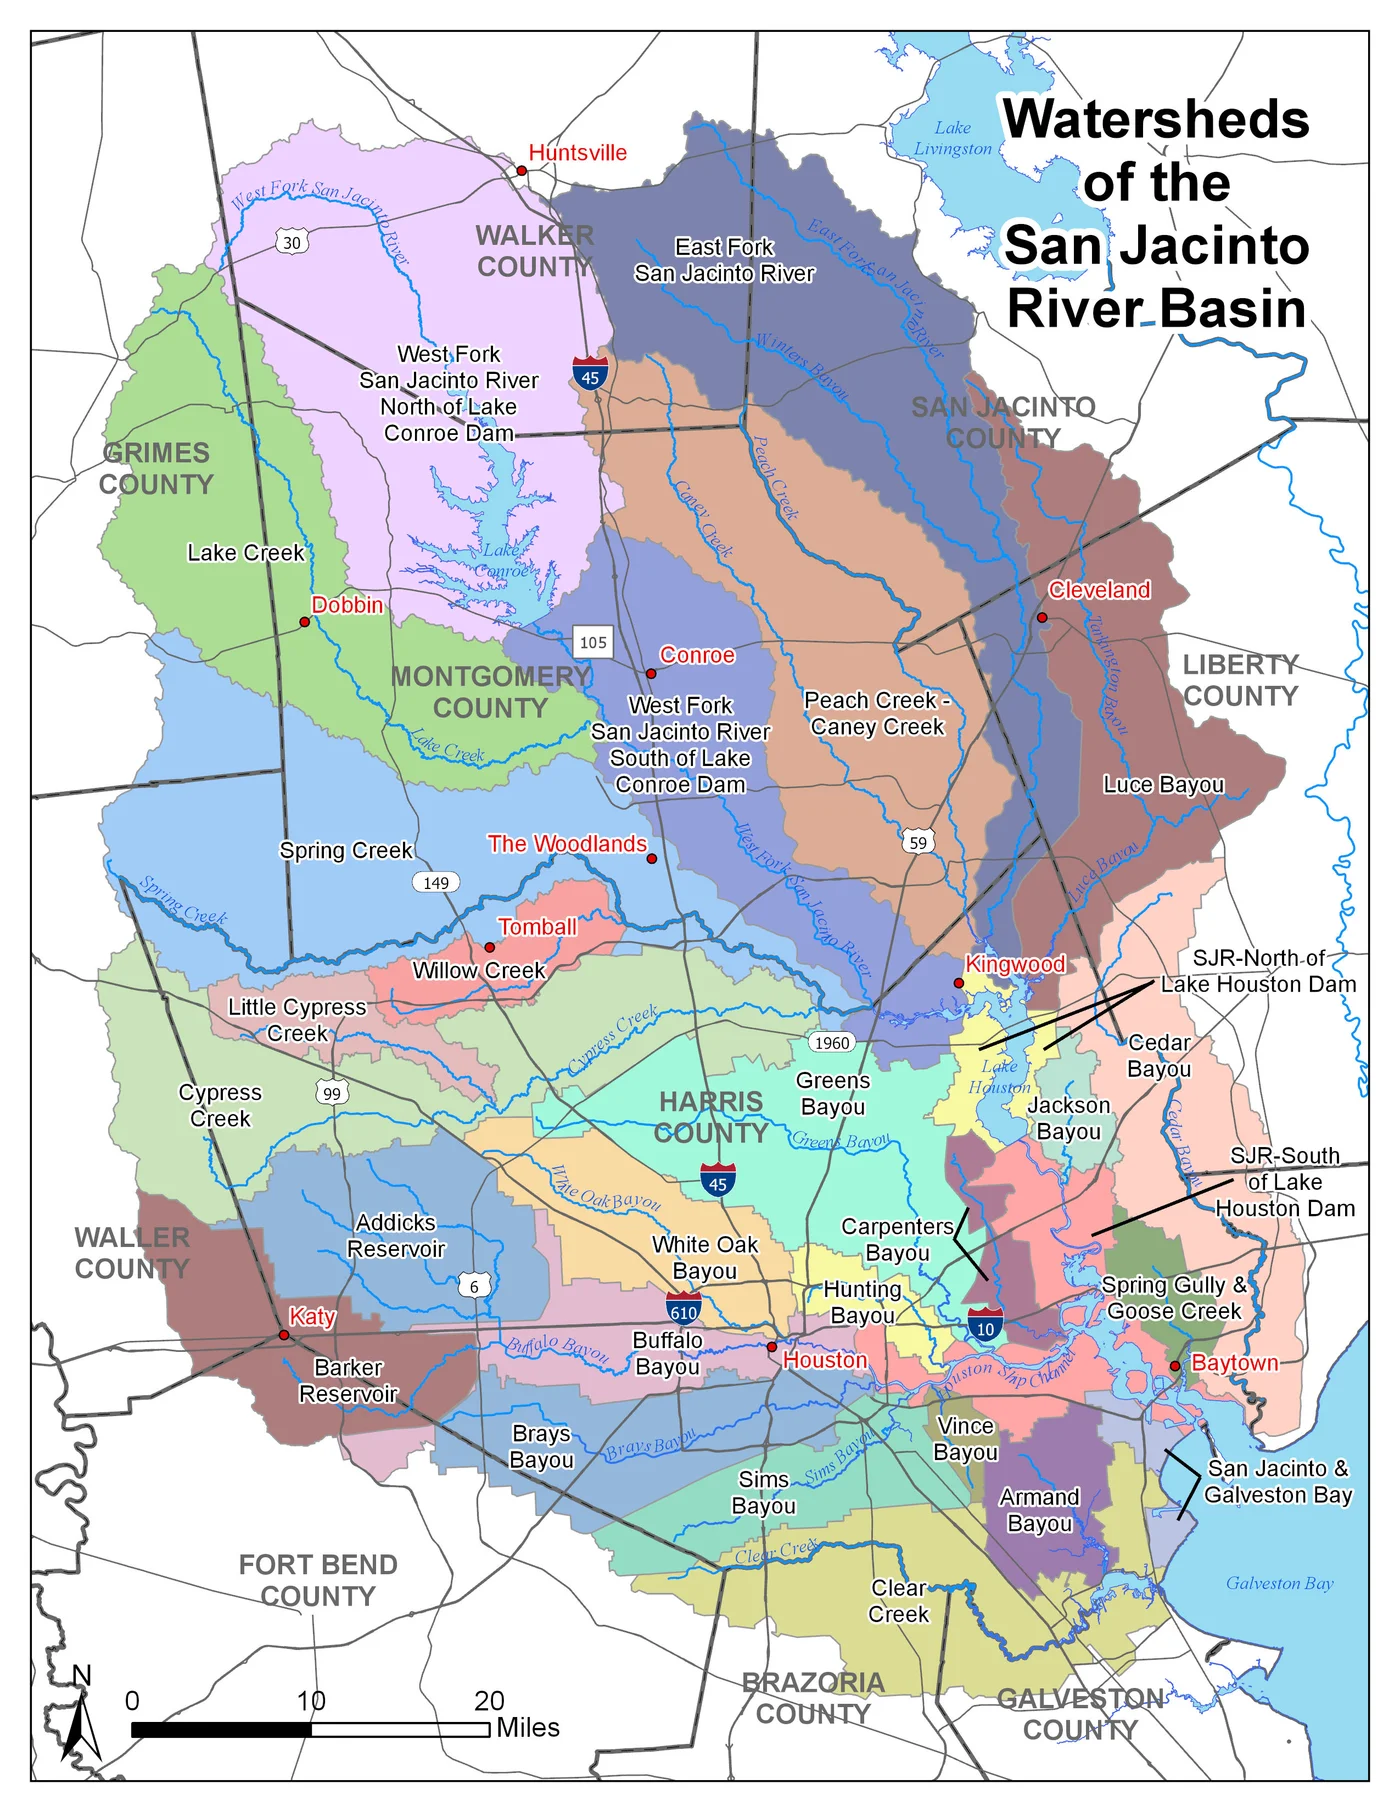 Watersheds
of the
San Jacinto
River Basin
Lake
Livingston
Huntsville
West Fork San Jacinto River
30
WALKER
COUNTY
East Fork
San Jacinto River
East Fork San Jacinto River
West Fork
San Jacinto River
North of Lake
Conroe Dam
45
Winters Bayou
SAN JACINTO
COUNTY
GRIMES
COUNTY
Peach Creek
Caney Creek
Lake Creek
Lake
Conroe
Dobbin
Cleveland
105
Conroe
Tarkington Bayou
LIBERTY
COUNTY
MONTGOMERY
COUNTY
West Fork
San Jacinto River
South of Lake
Conroe Dam
Peach Creek -
Caney Creek
Lake Creek
Luce Bayou
Spring Creek
The Woodlands
59
149
West Fork San Jacinto River
Luce Bayou
Spring Creek
Tomball
Willow Creek
Kingwood
SJR-North of
Lake Houston Dam
Little Cypress
Creek
Cypress Creek
1960
Cedar
Bayou
Lake
Houston
Greens
Bayou
Cypress
Creek
99
HARRIS
COUNTY
Jackson
Bayou
Cedar Bayou
Greens Bayou
SJR-South
of Lake
Houston Dam
45
White Oak Bayou
WALLER
COUNTY
Addicks
Reservoir
Carpenters
Bayou
White Oak
Bayou
6
Hunting
Bayou
Spring Gully &
Goose Creek
610
Katy
10
Buffalo Bayou
Buffalo
Bayou
Houston
Baytown
Barker
Reservoir
Houston Ship Channel
Brays
Bayou
Brays Bayou
Vince
Bayou
Sims
Bayou
Sims Bayou
San Jacinto &
Galveston Bay
Armand
Bayou
Clear Creek
FORT BEND
COUNTY
Clear
Creek
Galveston Bay
BRAZORIA
COUNTY
GALVESTON
COUNTY
N
0 10 20
Miles